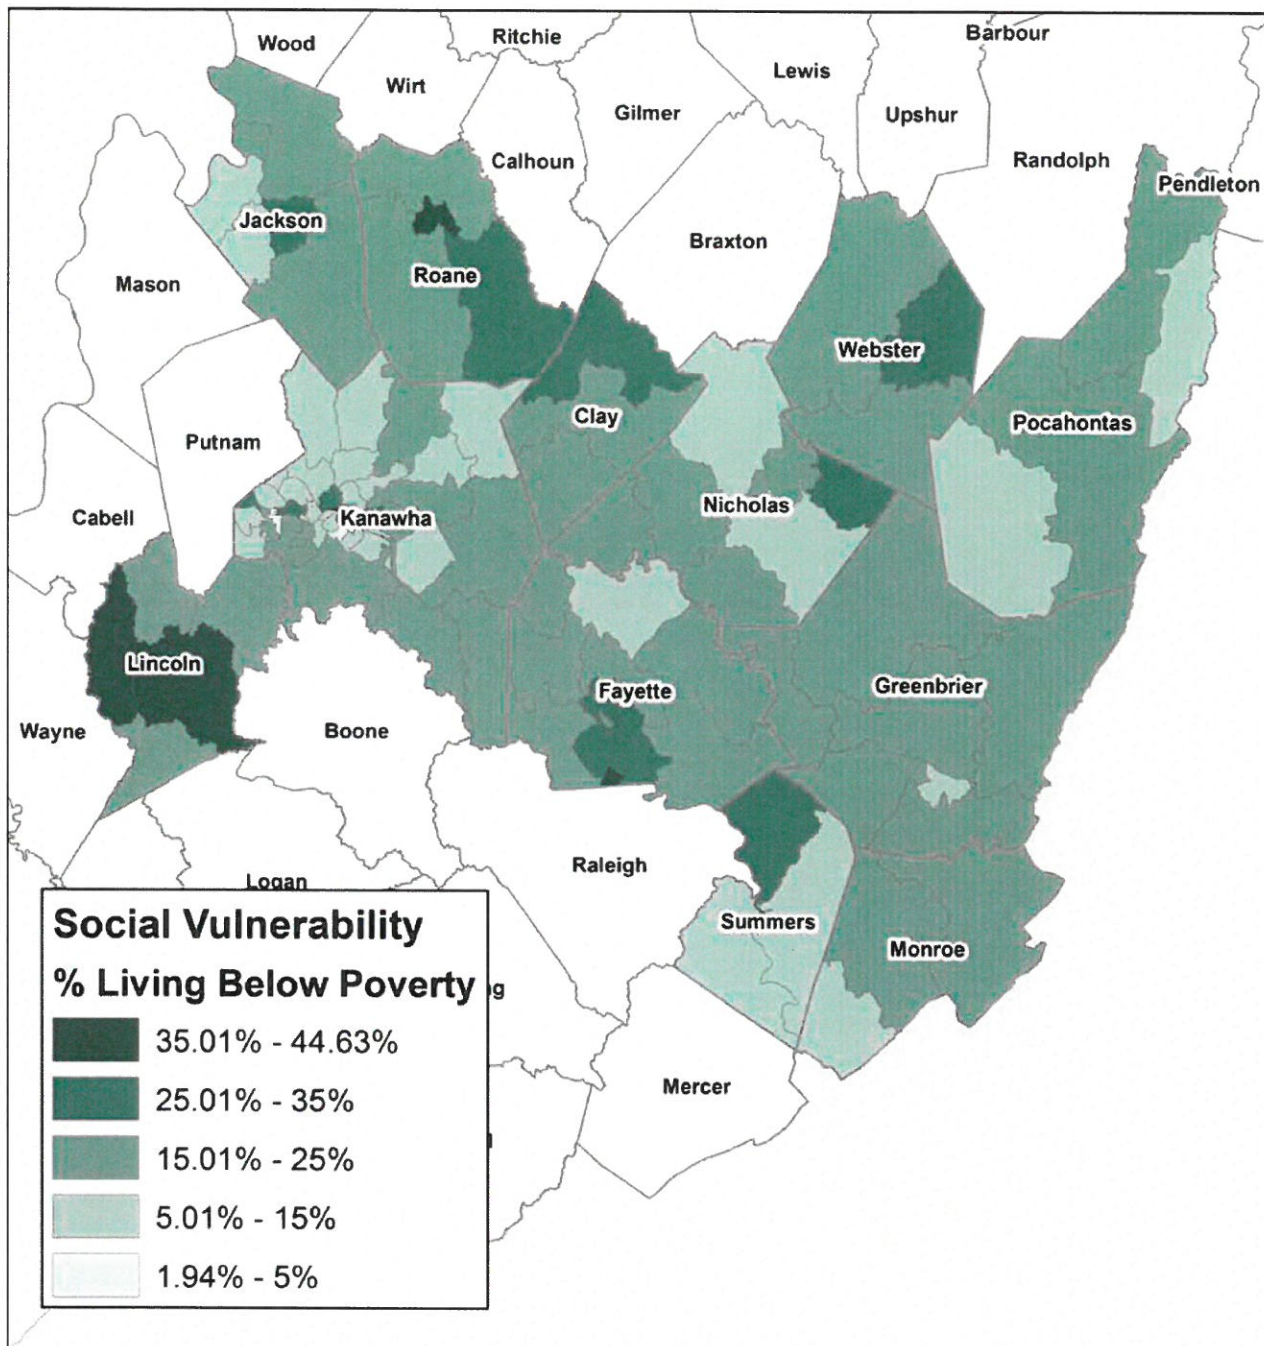 Wood
Ritchie
Barbour
Wirt
Lewis
Gilmer
Upshur
Calhoun
Randolph
Pendleton
Jackson
Braxton
Roane
Mason
Webster
Clay
Pocahontas
Putnam
Nicholas
Cabell
Kanawha
Lincoln
Greenbrier
Fayette
Wayne
Boone
Raleigh
Logan
Summers
Monroe
Mercer
Social Vulnerability
% Living Below Poverty
35.01% - 44.63%
25.01% - 35%
15.01% - 25%
5.01% - 15%
1.94% - 5%